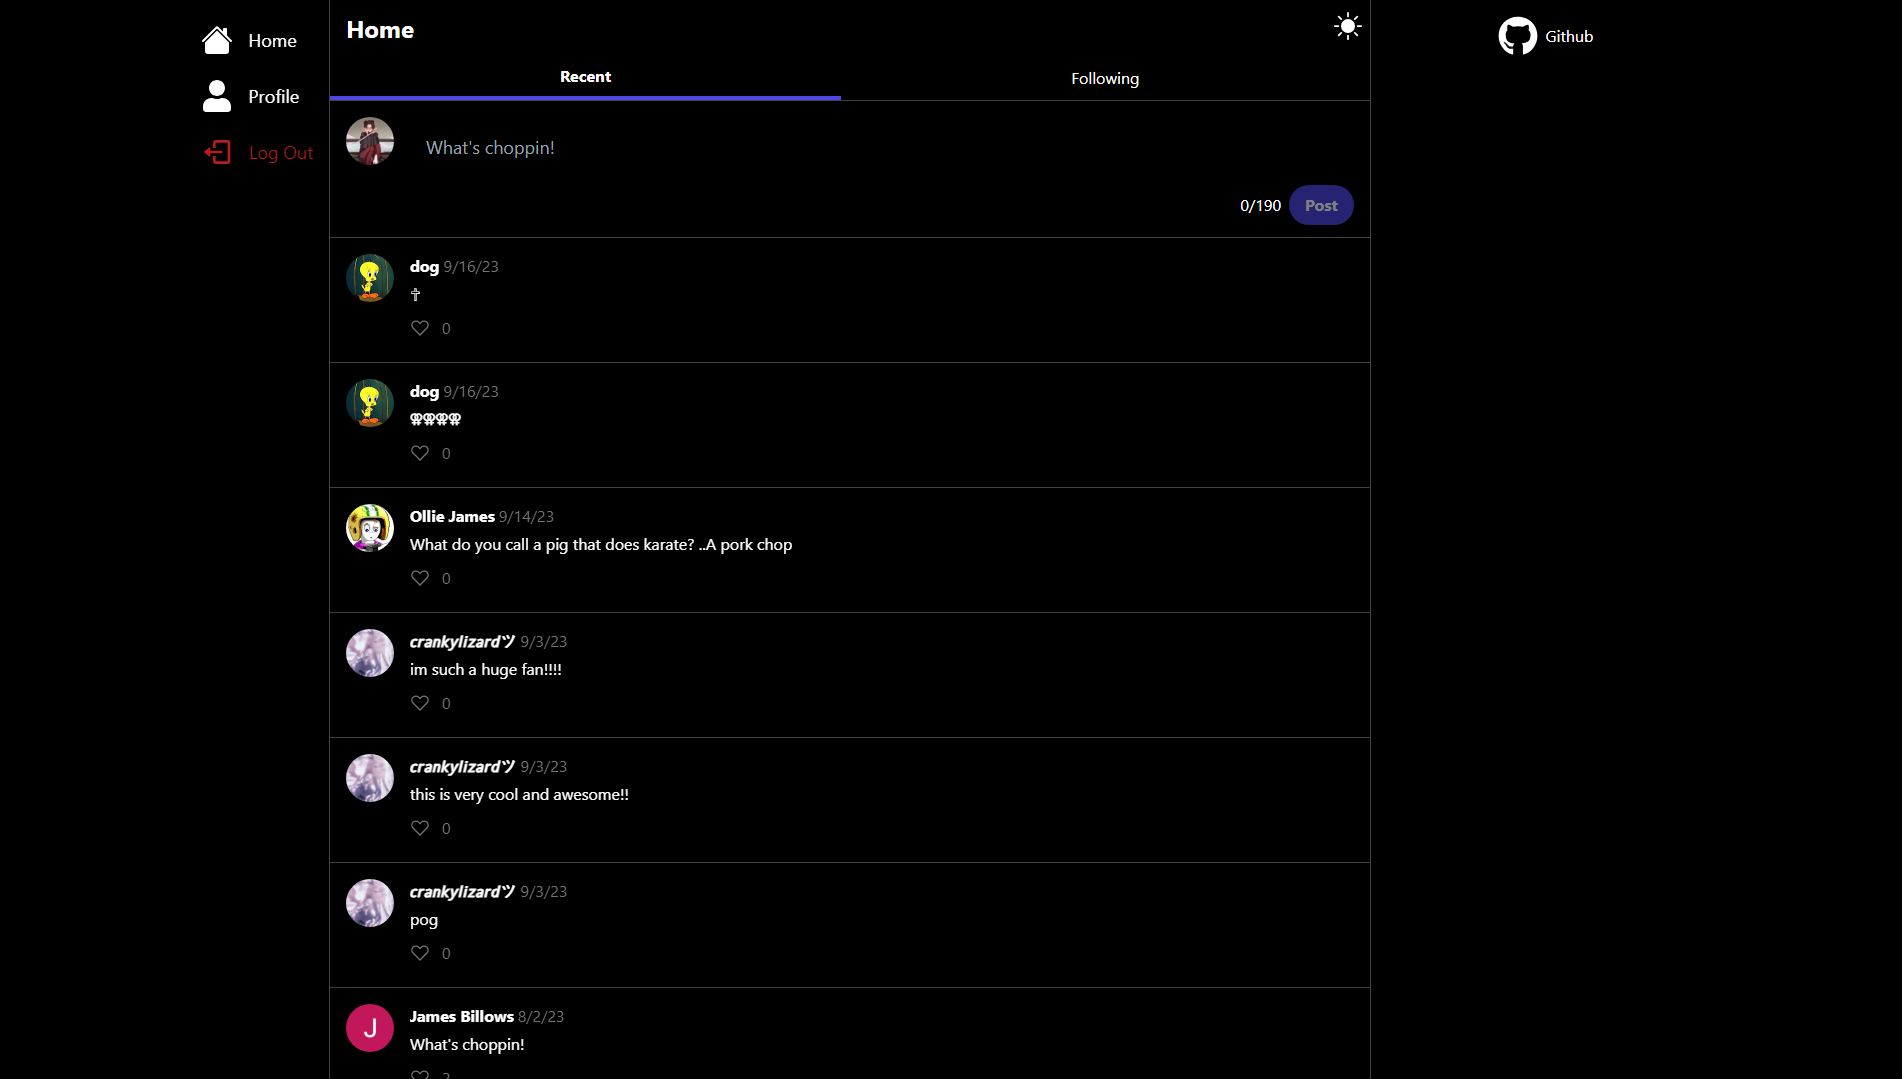 Home
Profile
Log Out
Home
Recent
Following
What's choppin!
0/190
Post
dog 9/16/23
✞
0
dog 9/16/23
0
Ollie James 9/14/23
What do you call a pig that does karate? ..A pork chop
0
crankylizardツ 9/3/23
im such a huge fan!!!!
0
crankylizardツ 9/3/23
this is very cool and awesome!!
0
crankylizardツ 9/3/23
pog
0
J
James Billows 8/2/23
What's choppin!
2
Github